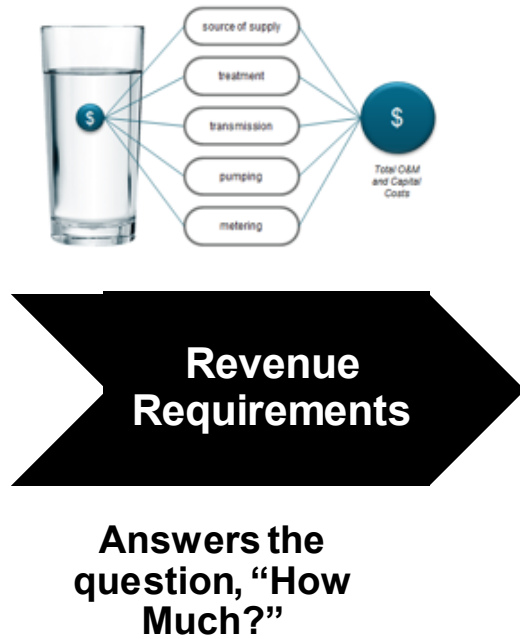 source of supply
treatment
$
transmission
$
pumping
Total O&M
and Capital
Costs
metering
Revenue
Requirements
Answers the
question, “How
Much?”